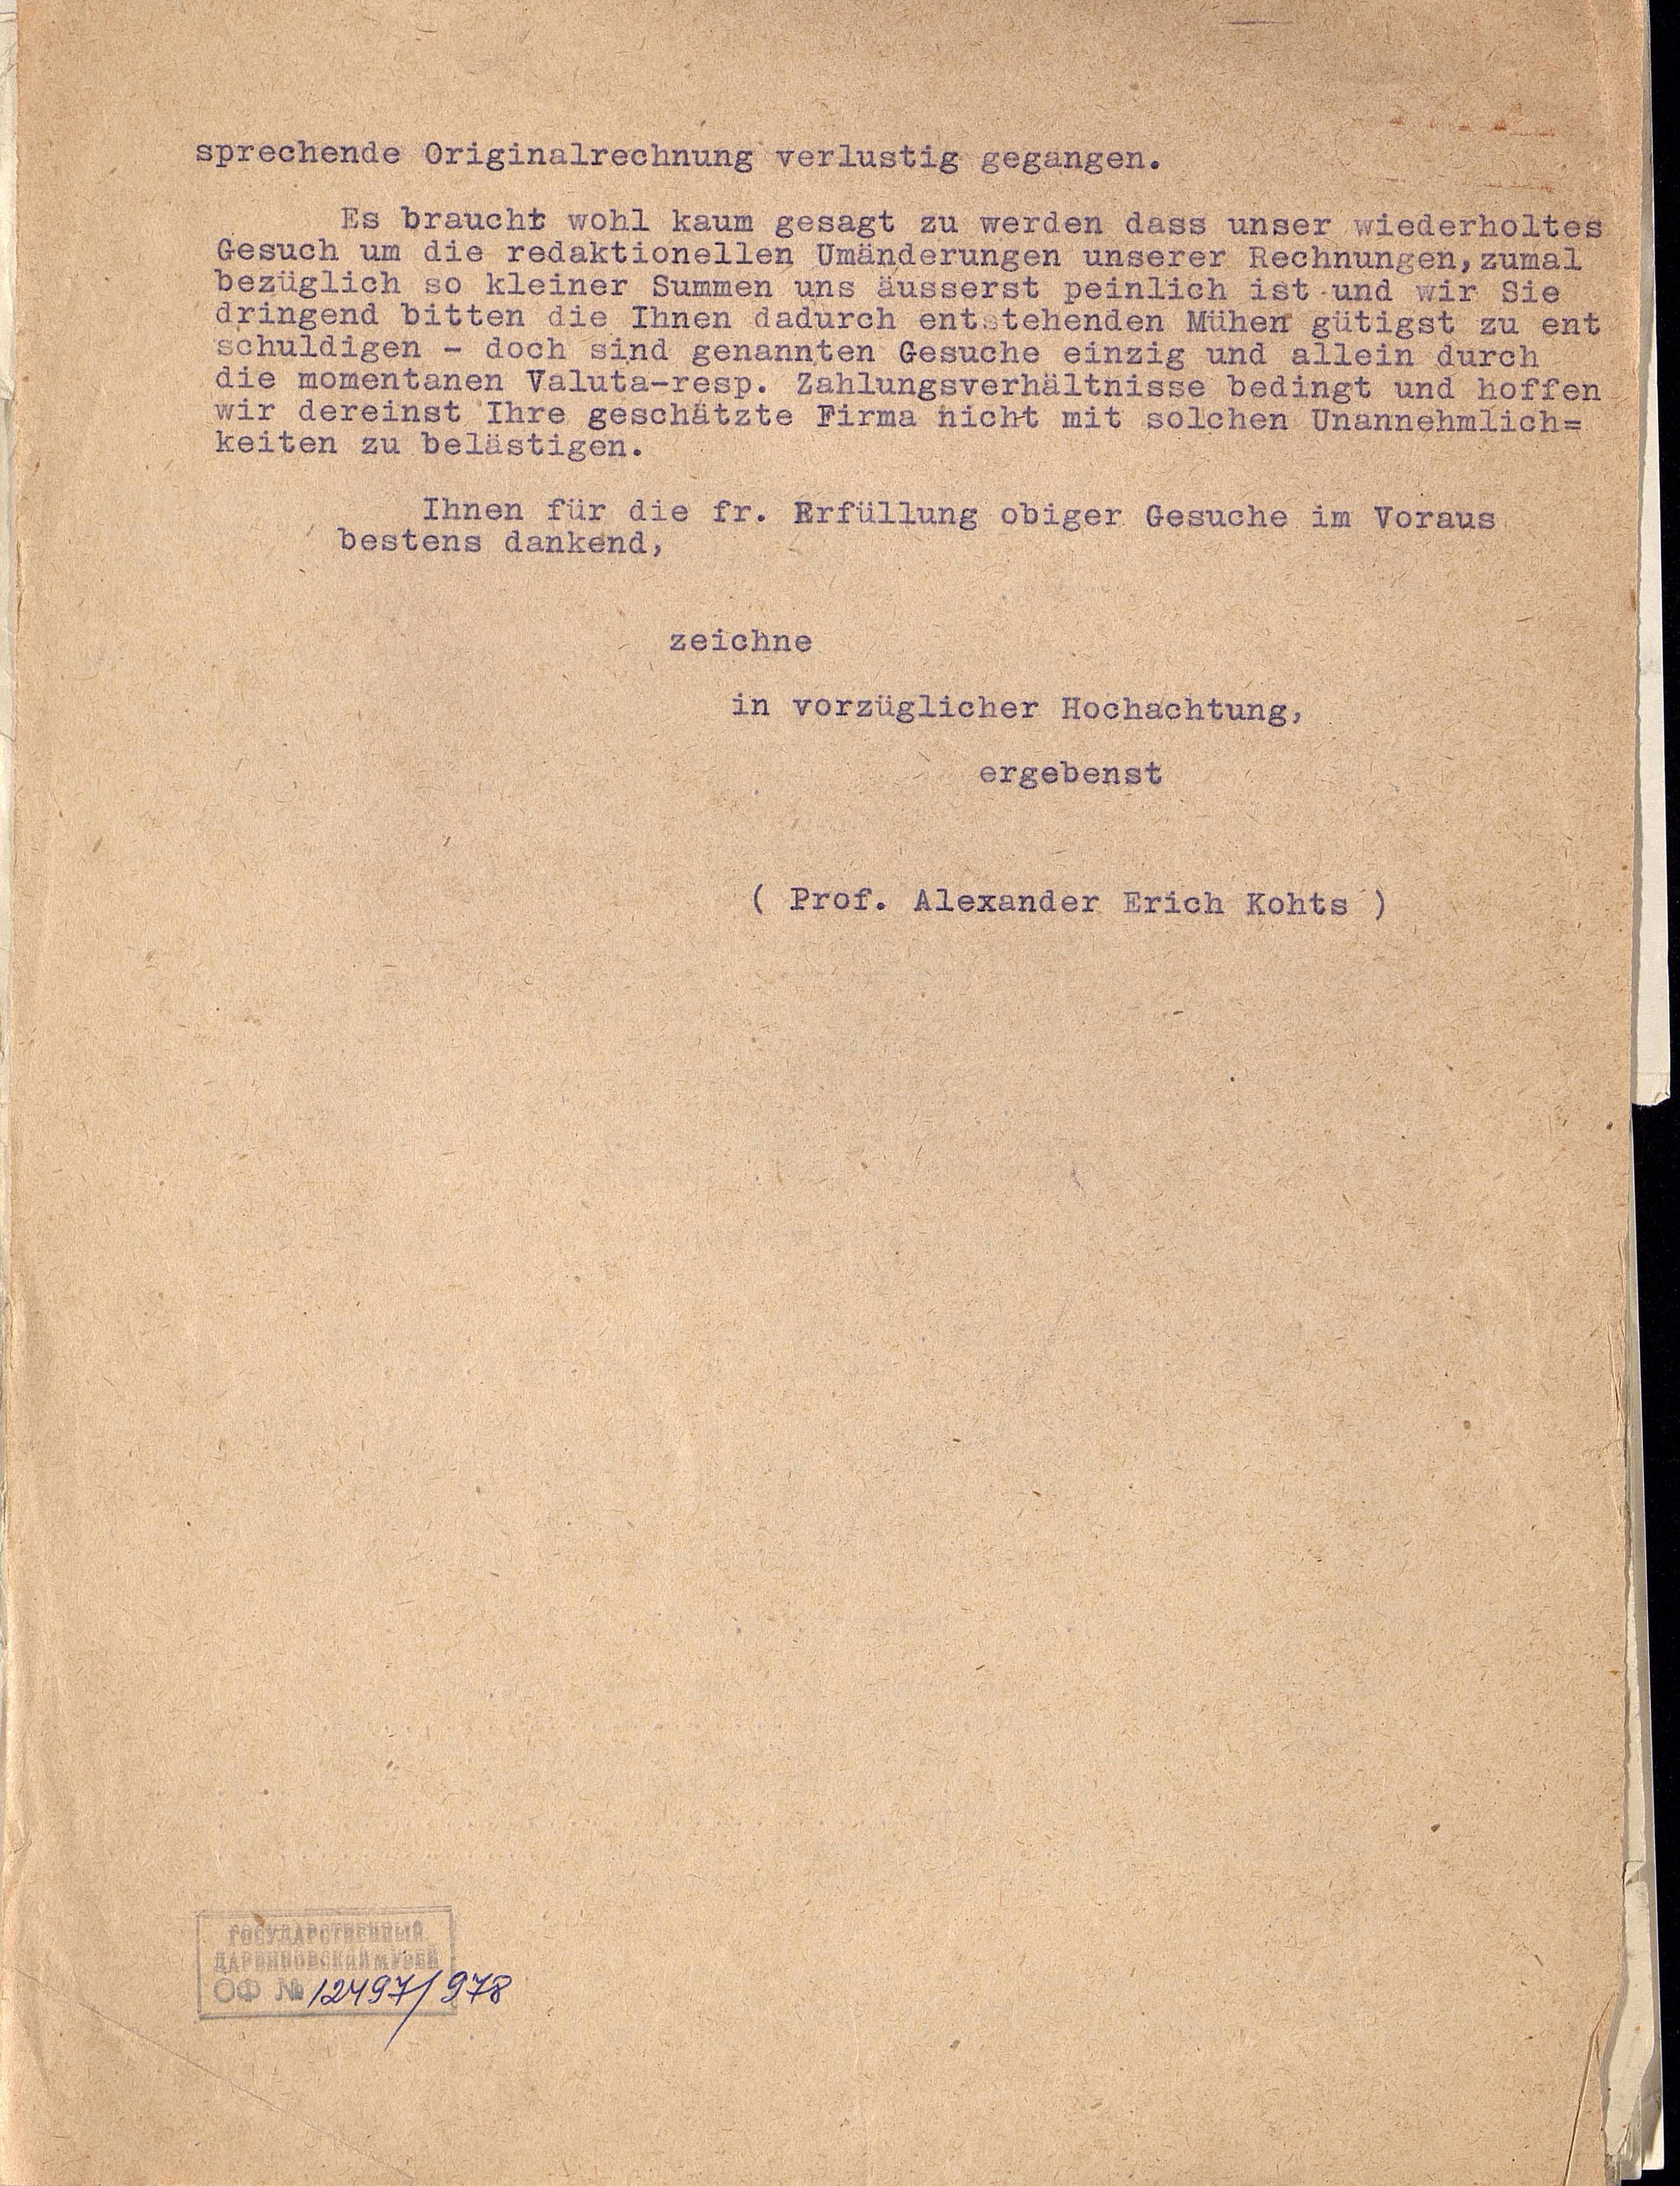 sprechende Originalrechnung verlustig gegangen.
Es braucht wohl kaum gesagt zu werden dass unser wiederholtes
Gesuch um die redaktionellen Umänderungen unserer Rechnungen, zumal
bezüglich so kleiner Summen uns äusserst peinlich ist und wir Sie
dringend bitten die Ihnen dadurch entstehenden Mühen gütigst zu ent
schuldigen - doch sind genannten Gesuche einzig und allein durch
die momentanen Valuta-resp. Zahlungsverhältnisse bedingt und hoffen
wir dereinst Ihre geschätzte Firma nicht mit solchen Unannehmlich=
keiten zu belästigen.
Ihnen für die fr. Erfüllung obiger Gesuche im Voraus
bestens dankend,
zeichne
in vorzüglicher Hochachtung,
ergebenst
( Prof. Alexander Erich Kohts )
ГОСУДАРСТВЕННЫЙ
ДАРВИНОВСКИЙ МУЗЕЙ
ОФ № 12497/978